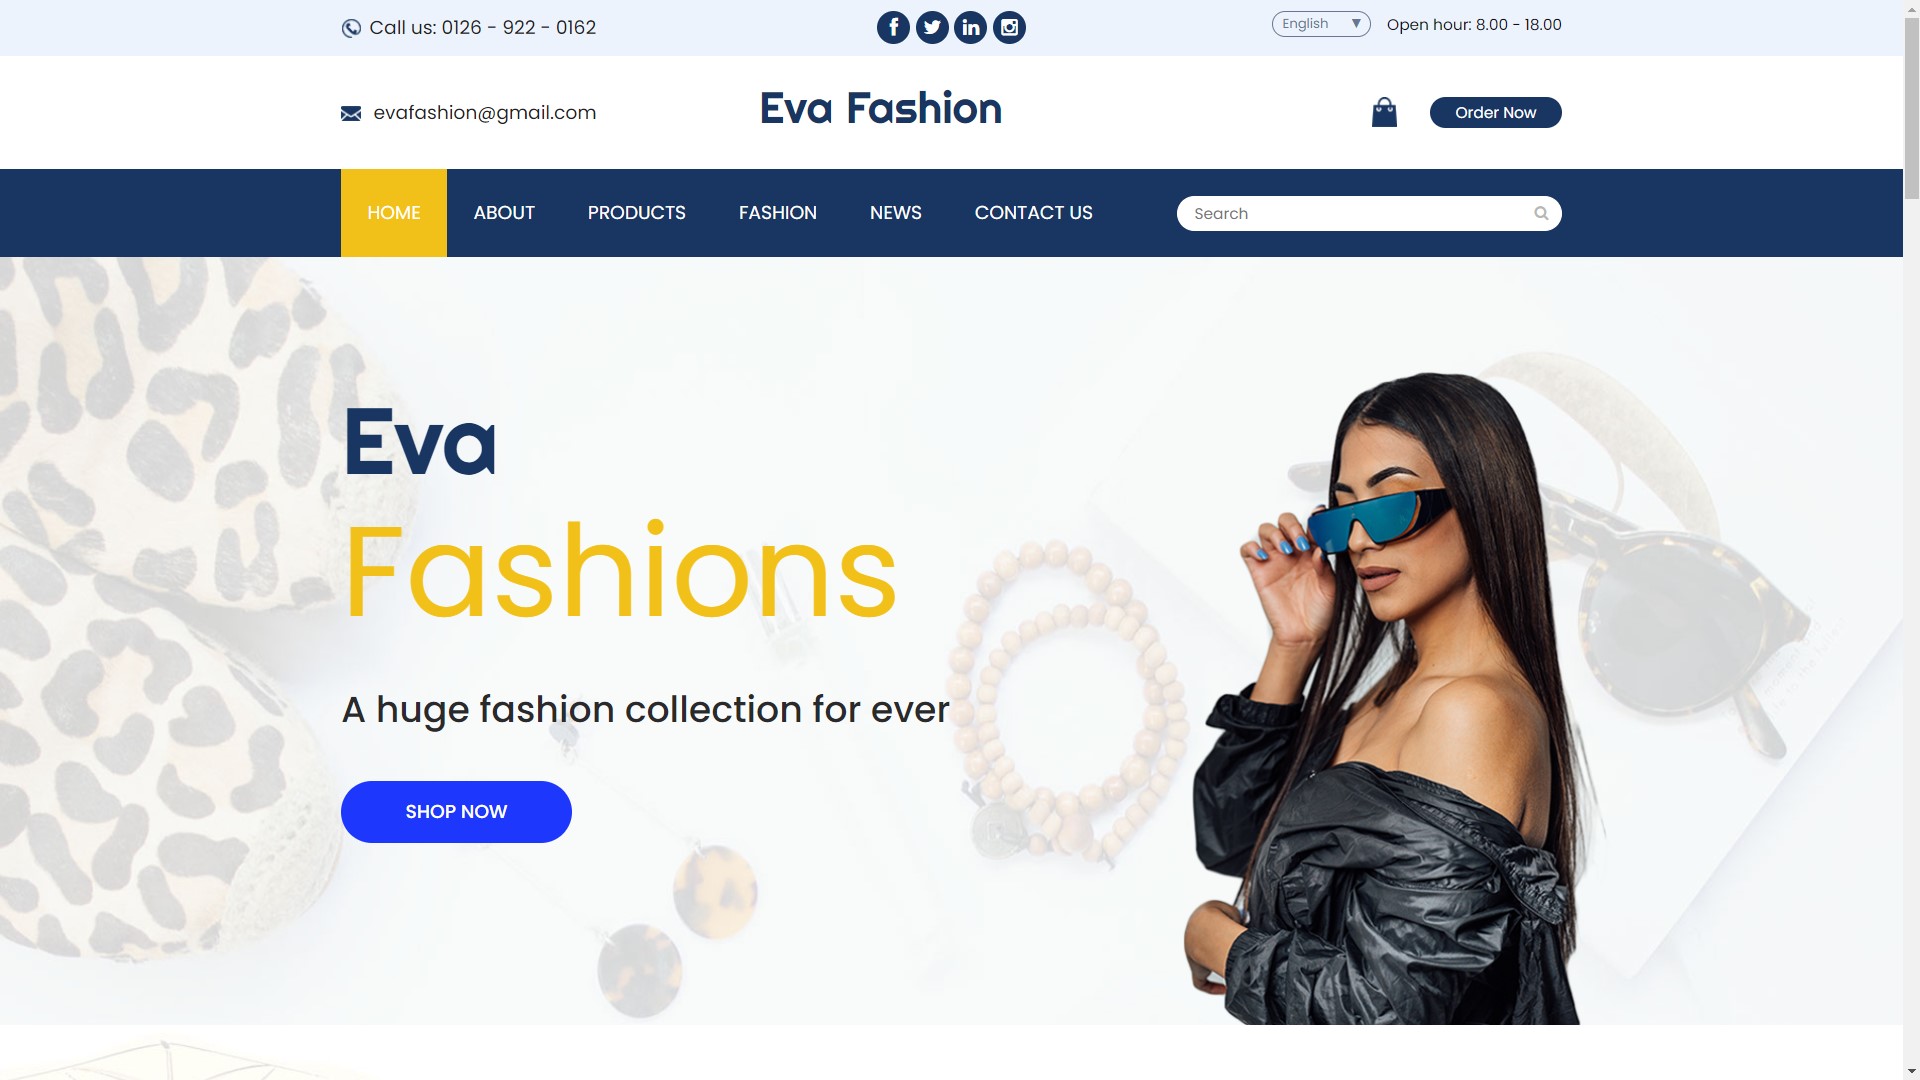 Call us: 0126 - 922 - 0162
English
Open hour: 8.00 - 18.00
evafashion@gmail.com
Eva Fashion
Order Now
HOME
ABOUT
PRODUCTS
FASHION
NEWS
CONTACT US
Search
Eva
Fashions
A huge fashion collection for ever
SHOP NOW